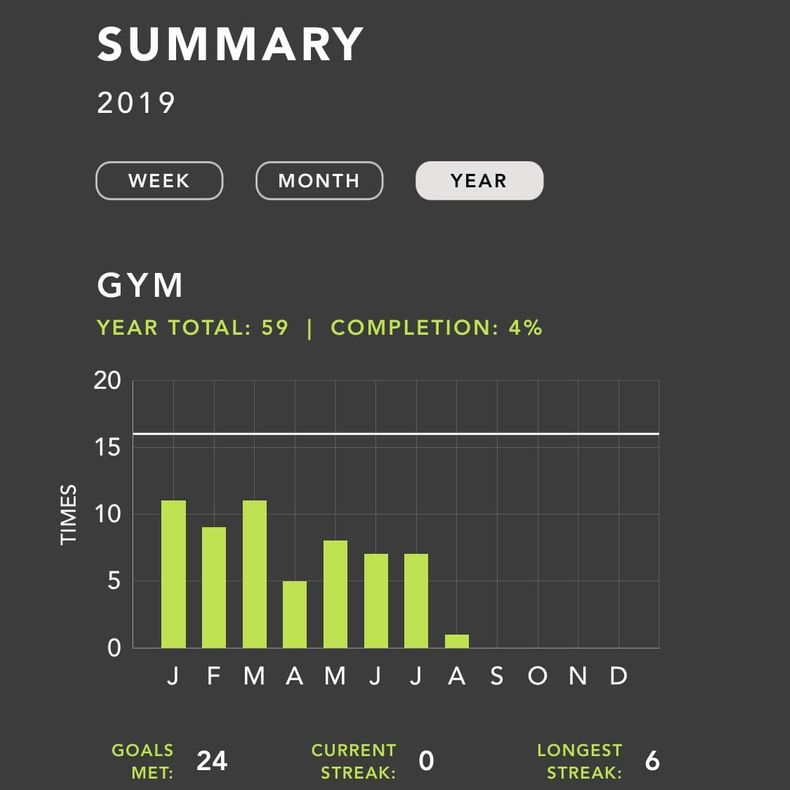 SUMMARY
2019
WEEK MONTH YEAR
GYM
YEAR TOTAL: 59 | COMPLETION: 4%
20
15
10
5
0
TIMES
J F M A M J J A S O N D
GOALS MET: 24 CURRENT STREAK: 0 LONGEST STREAK: 6